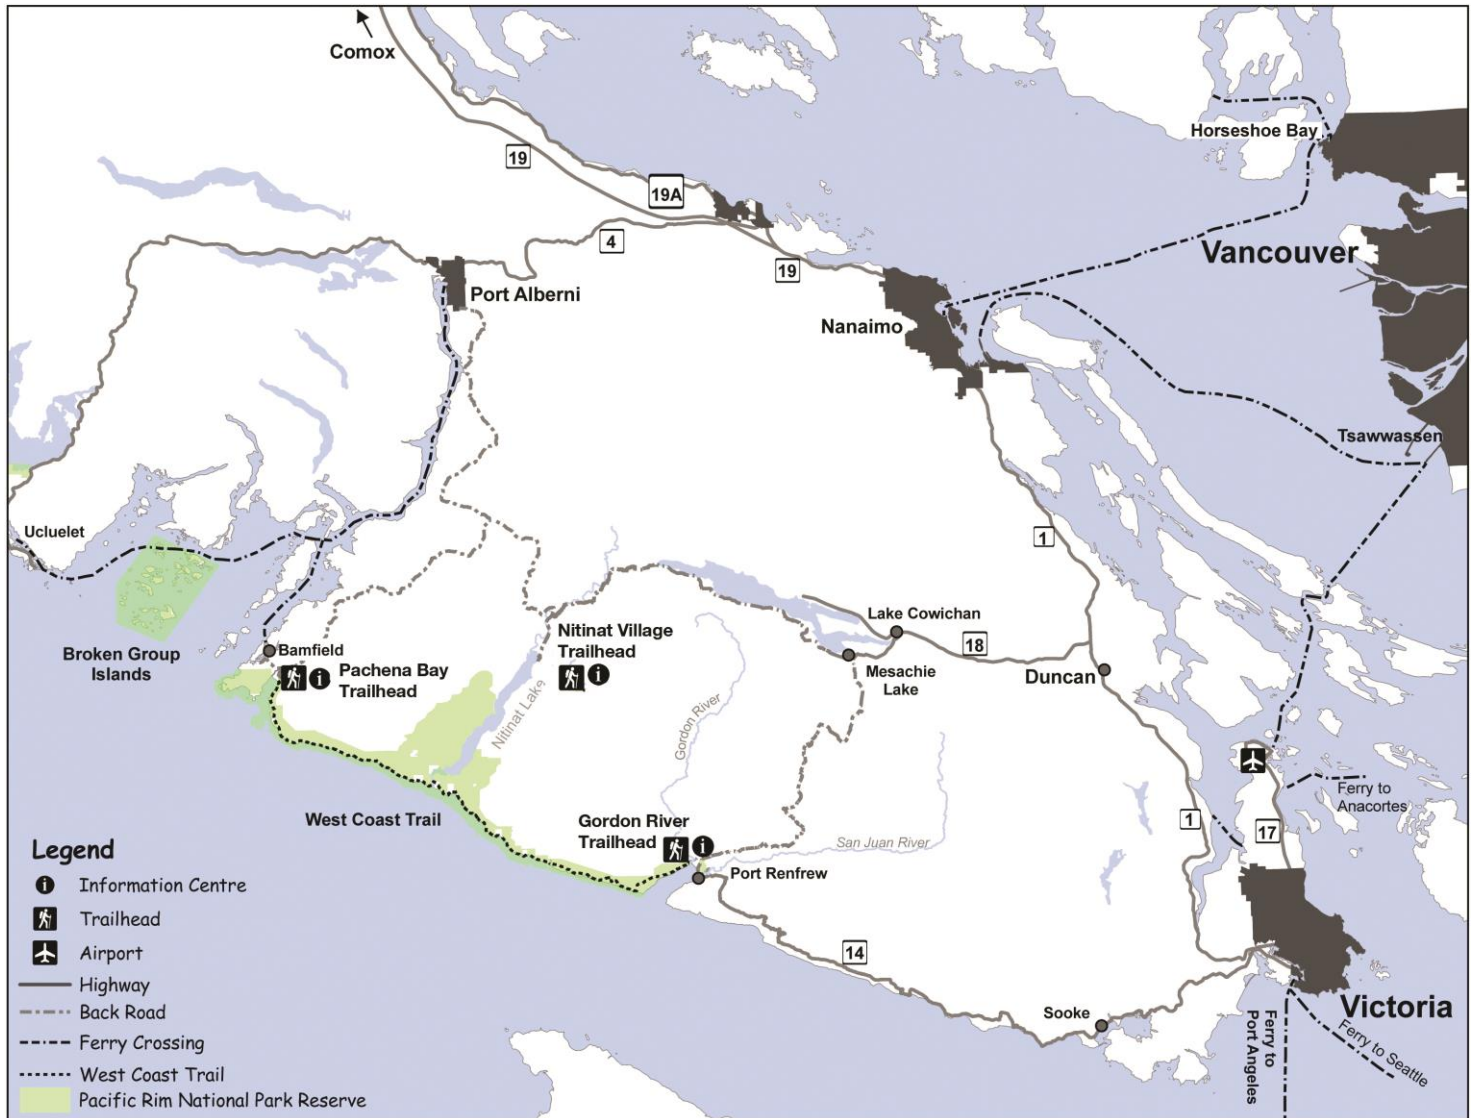 Comox
Horseshoe Bay
19
19A
4
19
Vancouver
Port Alberni
Nanaimo
Tsawwassen
Ucluelet
1
Lake Cowichan
Nitinat Village
Trailhead
18
Broken Group
Islands
Bamfield
Pachena Bay
Trailhead
Mesachie
Lake
Duncan
Nitinat Lake
Gordon River
Ferry to
Anacortes
West Coast Trail
Gordon River
Trailhead
San Juan River
1
17
Port Renfrew
14
Sooke
Victoria
Ferry to
Port Angeles
Ferry to Seattle
Legend
Information Centre
Trailhead
Airport
Highway
Back Road
Ferry Crossing
West Coast Trail
Pacific Rim National Park Reserve